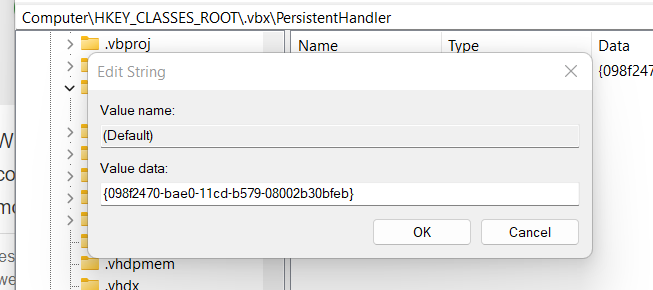 Computer\HKEY_CLASSES_ROOT\.vbx\PersistentHandler
.vbproj
Name
Type
Data
{098f247
Edit String
Value name:
(Default)
Value data:
{098f2470-bae0-11cd-b579-08002b30bfeb}
OK
Cancel
.vhdpmem
.vhdx
W
co
mo
es
we